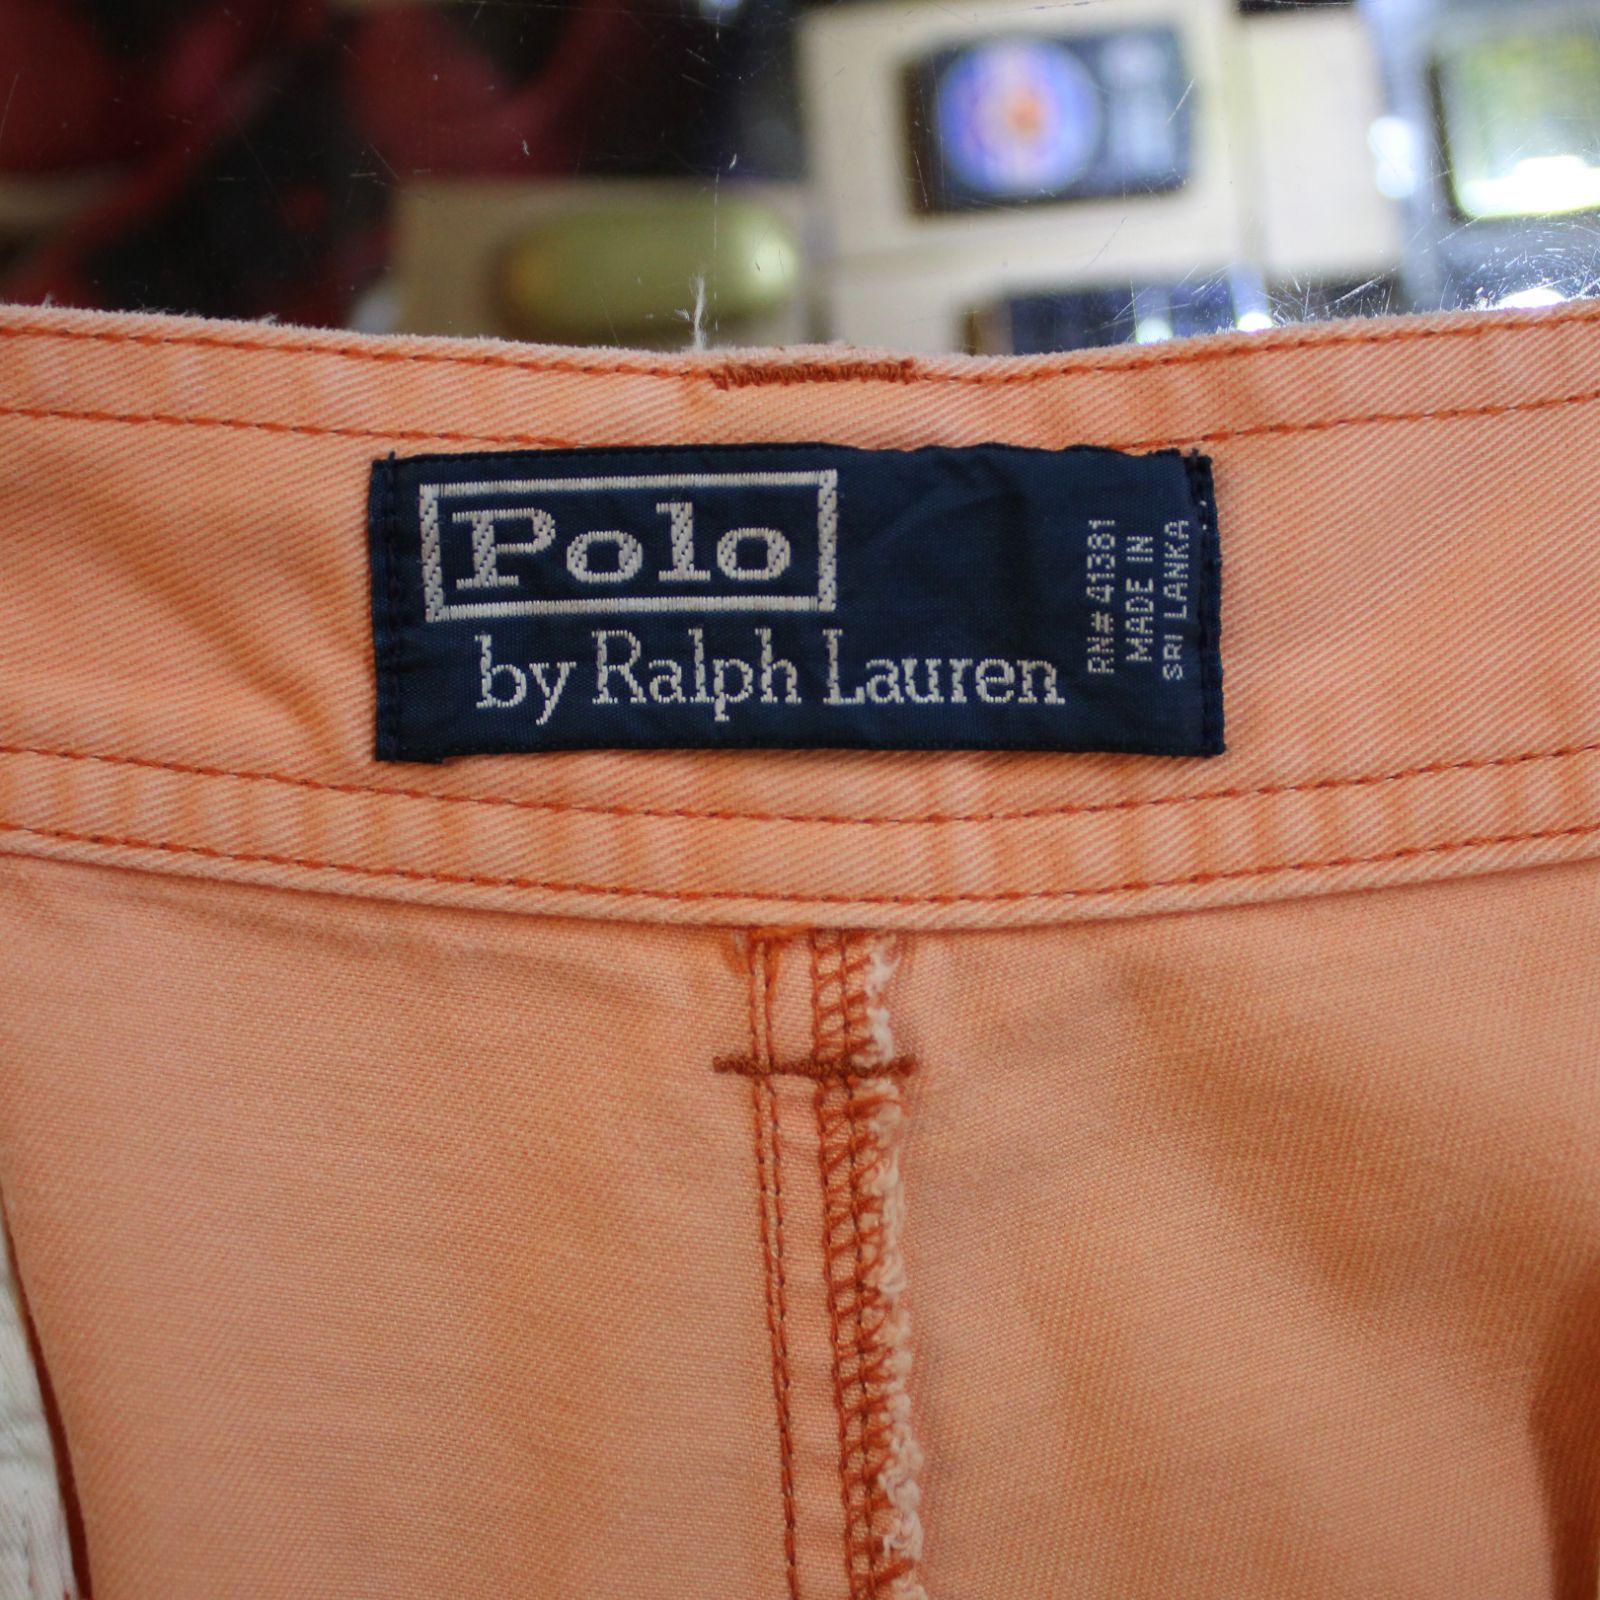 Polo
by Ralph Lauren
RN# 41381
MADE IN
SRI LANKA